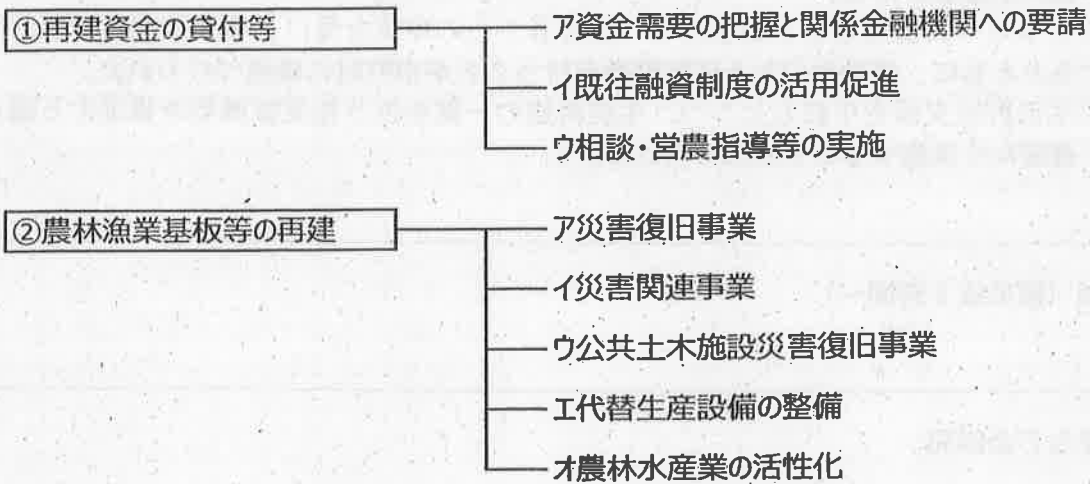 ①再建資金の貸付等
ア資金需要の把握と関係金融機関への要請
イ既往融資制度の活用促進
ウ相談・営農指導等の実施
②農林漁業基板等の再建
ア災害復旧事業
イ災害関連事業
ウ公共土木施設災害復旧事業
エ代替生産設備の整備
オ農林水産業の活性化